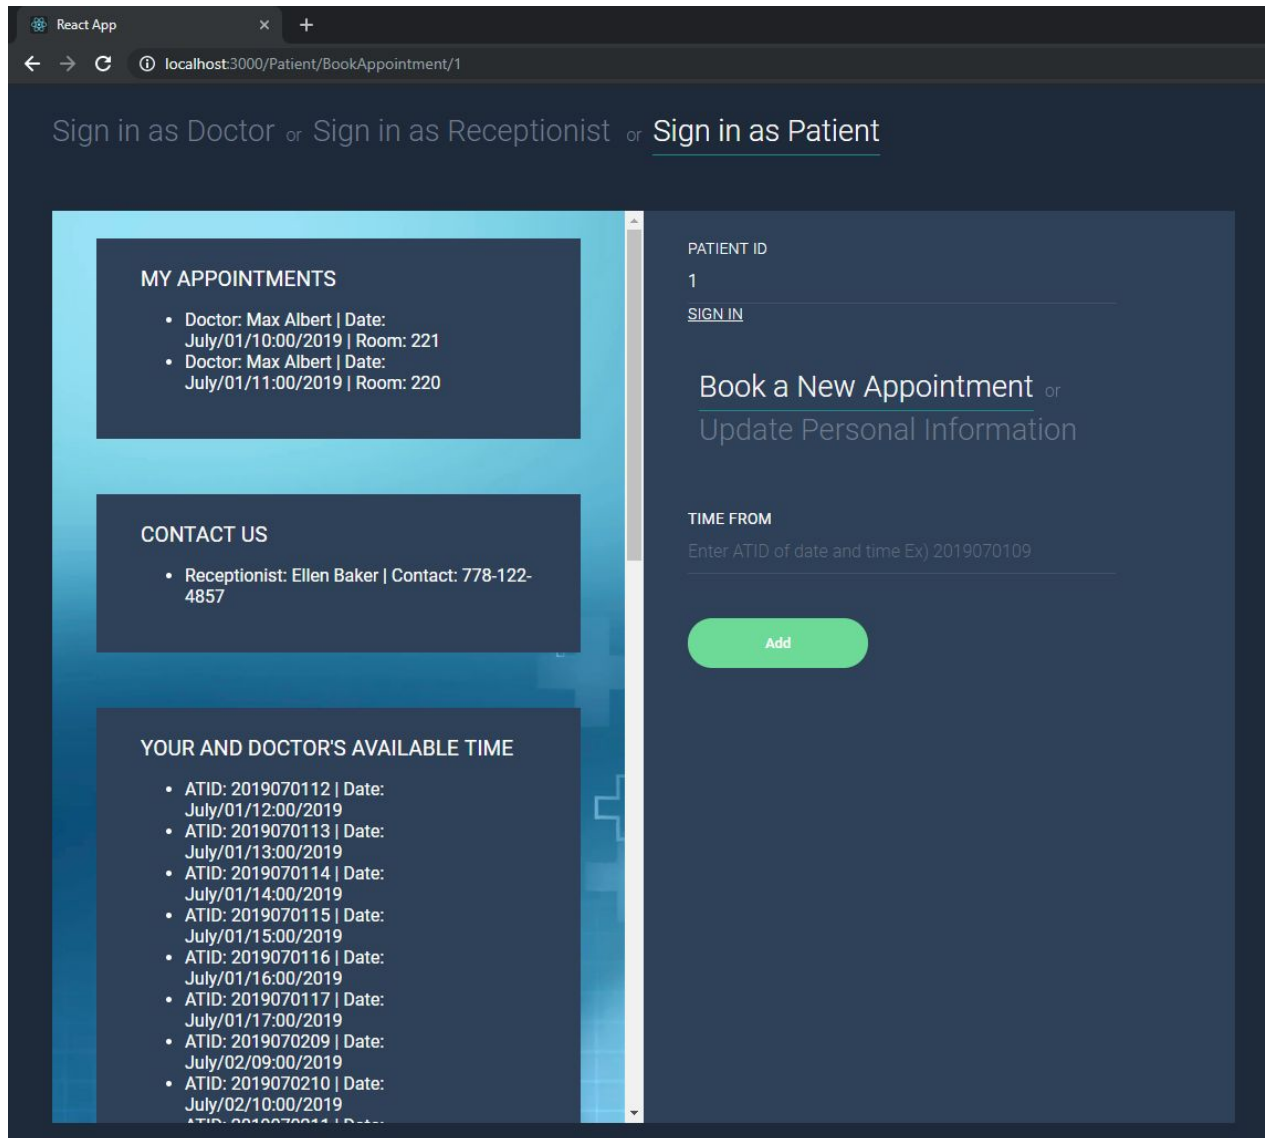 React App
localhost:3000/Patient/BookAppointment/1
Sign in as Doctor or Sign in as Receptionist or Sign in as Patient
MY APPOINTMENTS
• Doctor: Max Albert | Date:
July/01/10:00/2019 | Room: 221
• Doctor: Max Albert | Date:
July/01/11:00/2019 | Room: 220
CONTACT US
• Receptionist: Ellen Baker | Contact: 778-122-
4857
YOUR AND DOCTOR'S AVAILABLE TIME
• ATID: 2019070112 | Date:
July/01/12:00/2019
• ATID: 2019070113 | Date:
July/01/13:00/2019
• ATID: 2019070114 | Date:
July/01/14:00/2019
• ATID: 2019070115 | Date:
July/01/15:00/2019
• ATID: 2019070116 | Date:
July/01/16:00/2019
• ATID: 2019070117 | Date:
July/01/17:00/2019
• ATID: 2019070209 | Date:
July/02/09:00/2019
• ATID: 2019070210 | Date:
July/02/10:00/2019
PATIENT ID
1
SIGN IN
Book a New Appointment or
Update Personal Information
TIME FROM
Enter ATID of date and time Ex) 2019070109
Add